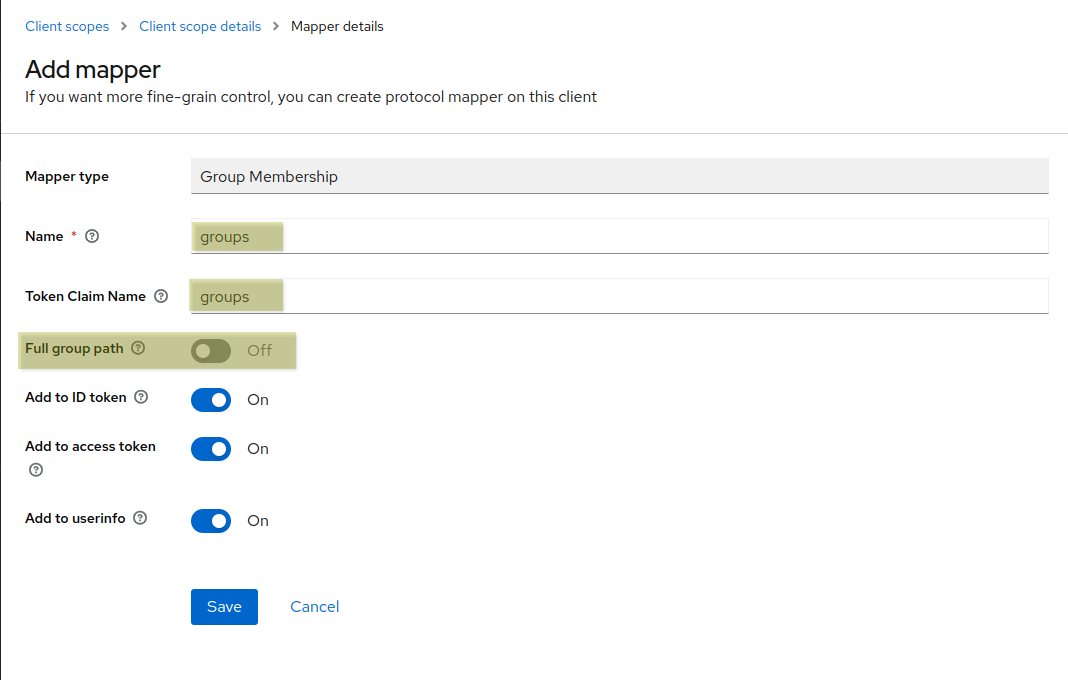 Client scopes > Client scope details > Mapper details
Add mapper
If you want more fine-grain control, you can create protocol mapper on this client
Mapper type Group Membership
Name * groups
Token Claim Name groups
Full group path Off
Add to ID token On
Add to access token On
Add to userinfo On
Save Cancel